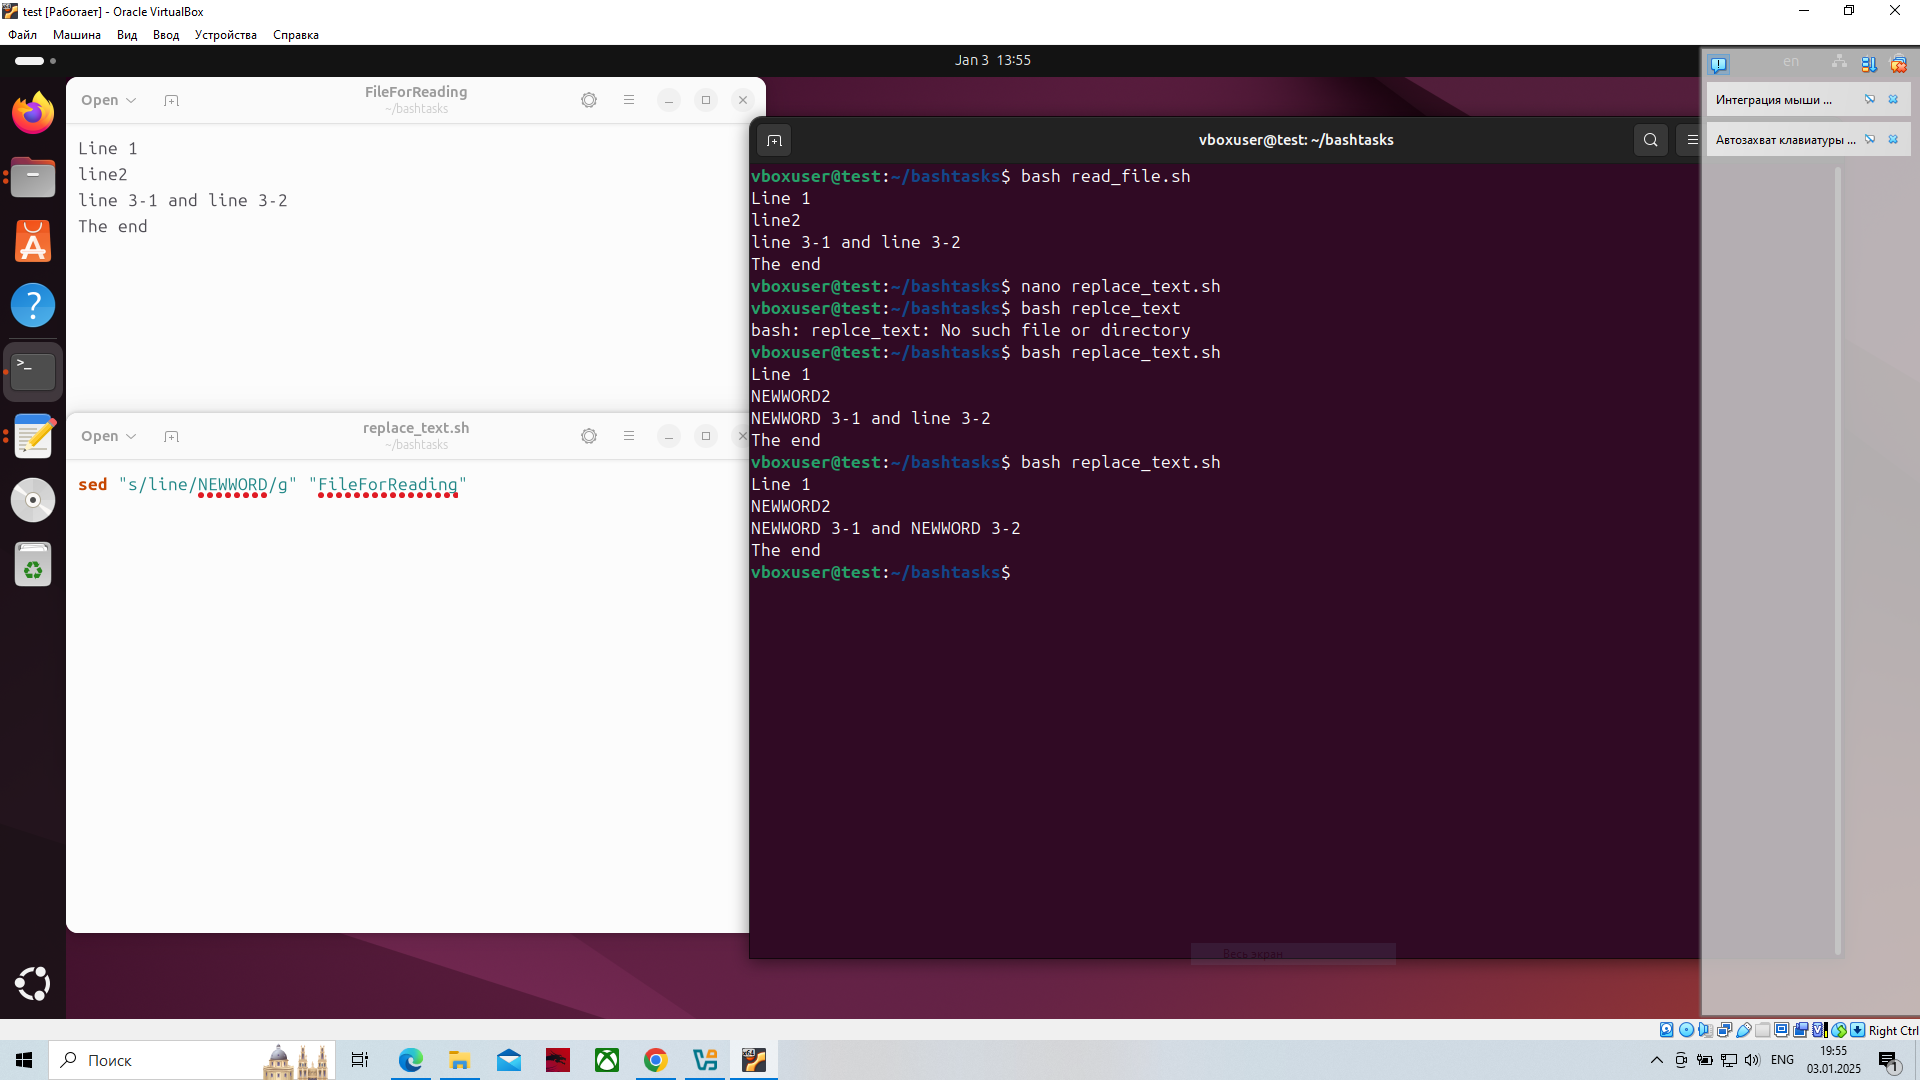 test [Работает] - Oracle VirtualBox
Файл Машина Вид Ввод Устройства Справка
Jan 3 13:55
en
Open
FileForReading
~/bashtasks
Line 1
line2
line 3-1 and line 3-2
The end
Open
replace_text.sh
~/bashtasks
sed "s/line/NEWWORD/g" "FileForReading"
vboxuser@test: ~/bashtasks
vboxuser@test:~/bashtasks$ bash read_file.sh
Line 1
line2
line 3-1 and line 3-2
The end
vboxuser@test:~/bashtasks$ nano replace_text.sh
vboxuser@test:~/bashtasks$ bash replce_text
bash: replce_text: No such file or directory
vboxuser@test:~/bashtasks$ bash replace_text.sh
Line 1
NEWWORD2
NEWWORD 3-1 and line 3-2
The end
vboxuser@test:~/bashtasks$ bash replace_text.sh
Line 1
NEWWORD2
NEWWORD 3-1 and NEWWORD 3-2
The end
vboxuser@test:~/bashtasks$
Интеграция мыши ...
Автозахват клавиатуры ...
Весь экран
Right Ctrl
Поиск
ENG
19:55
03.01.2025
1